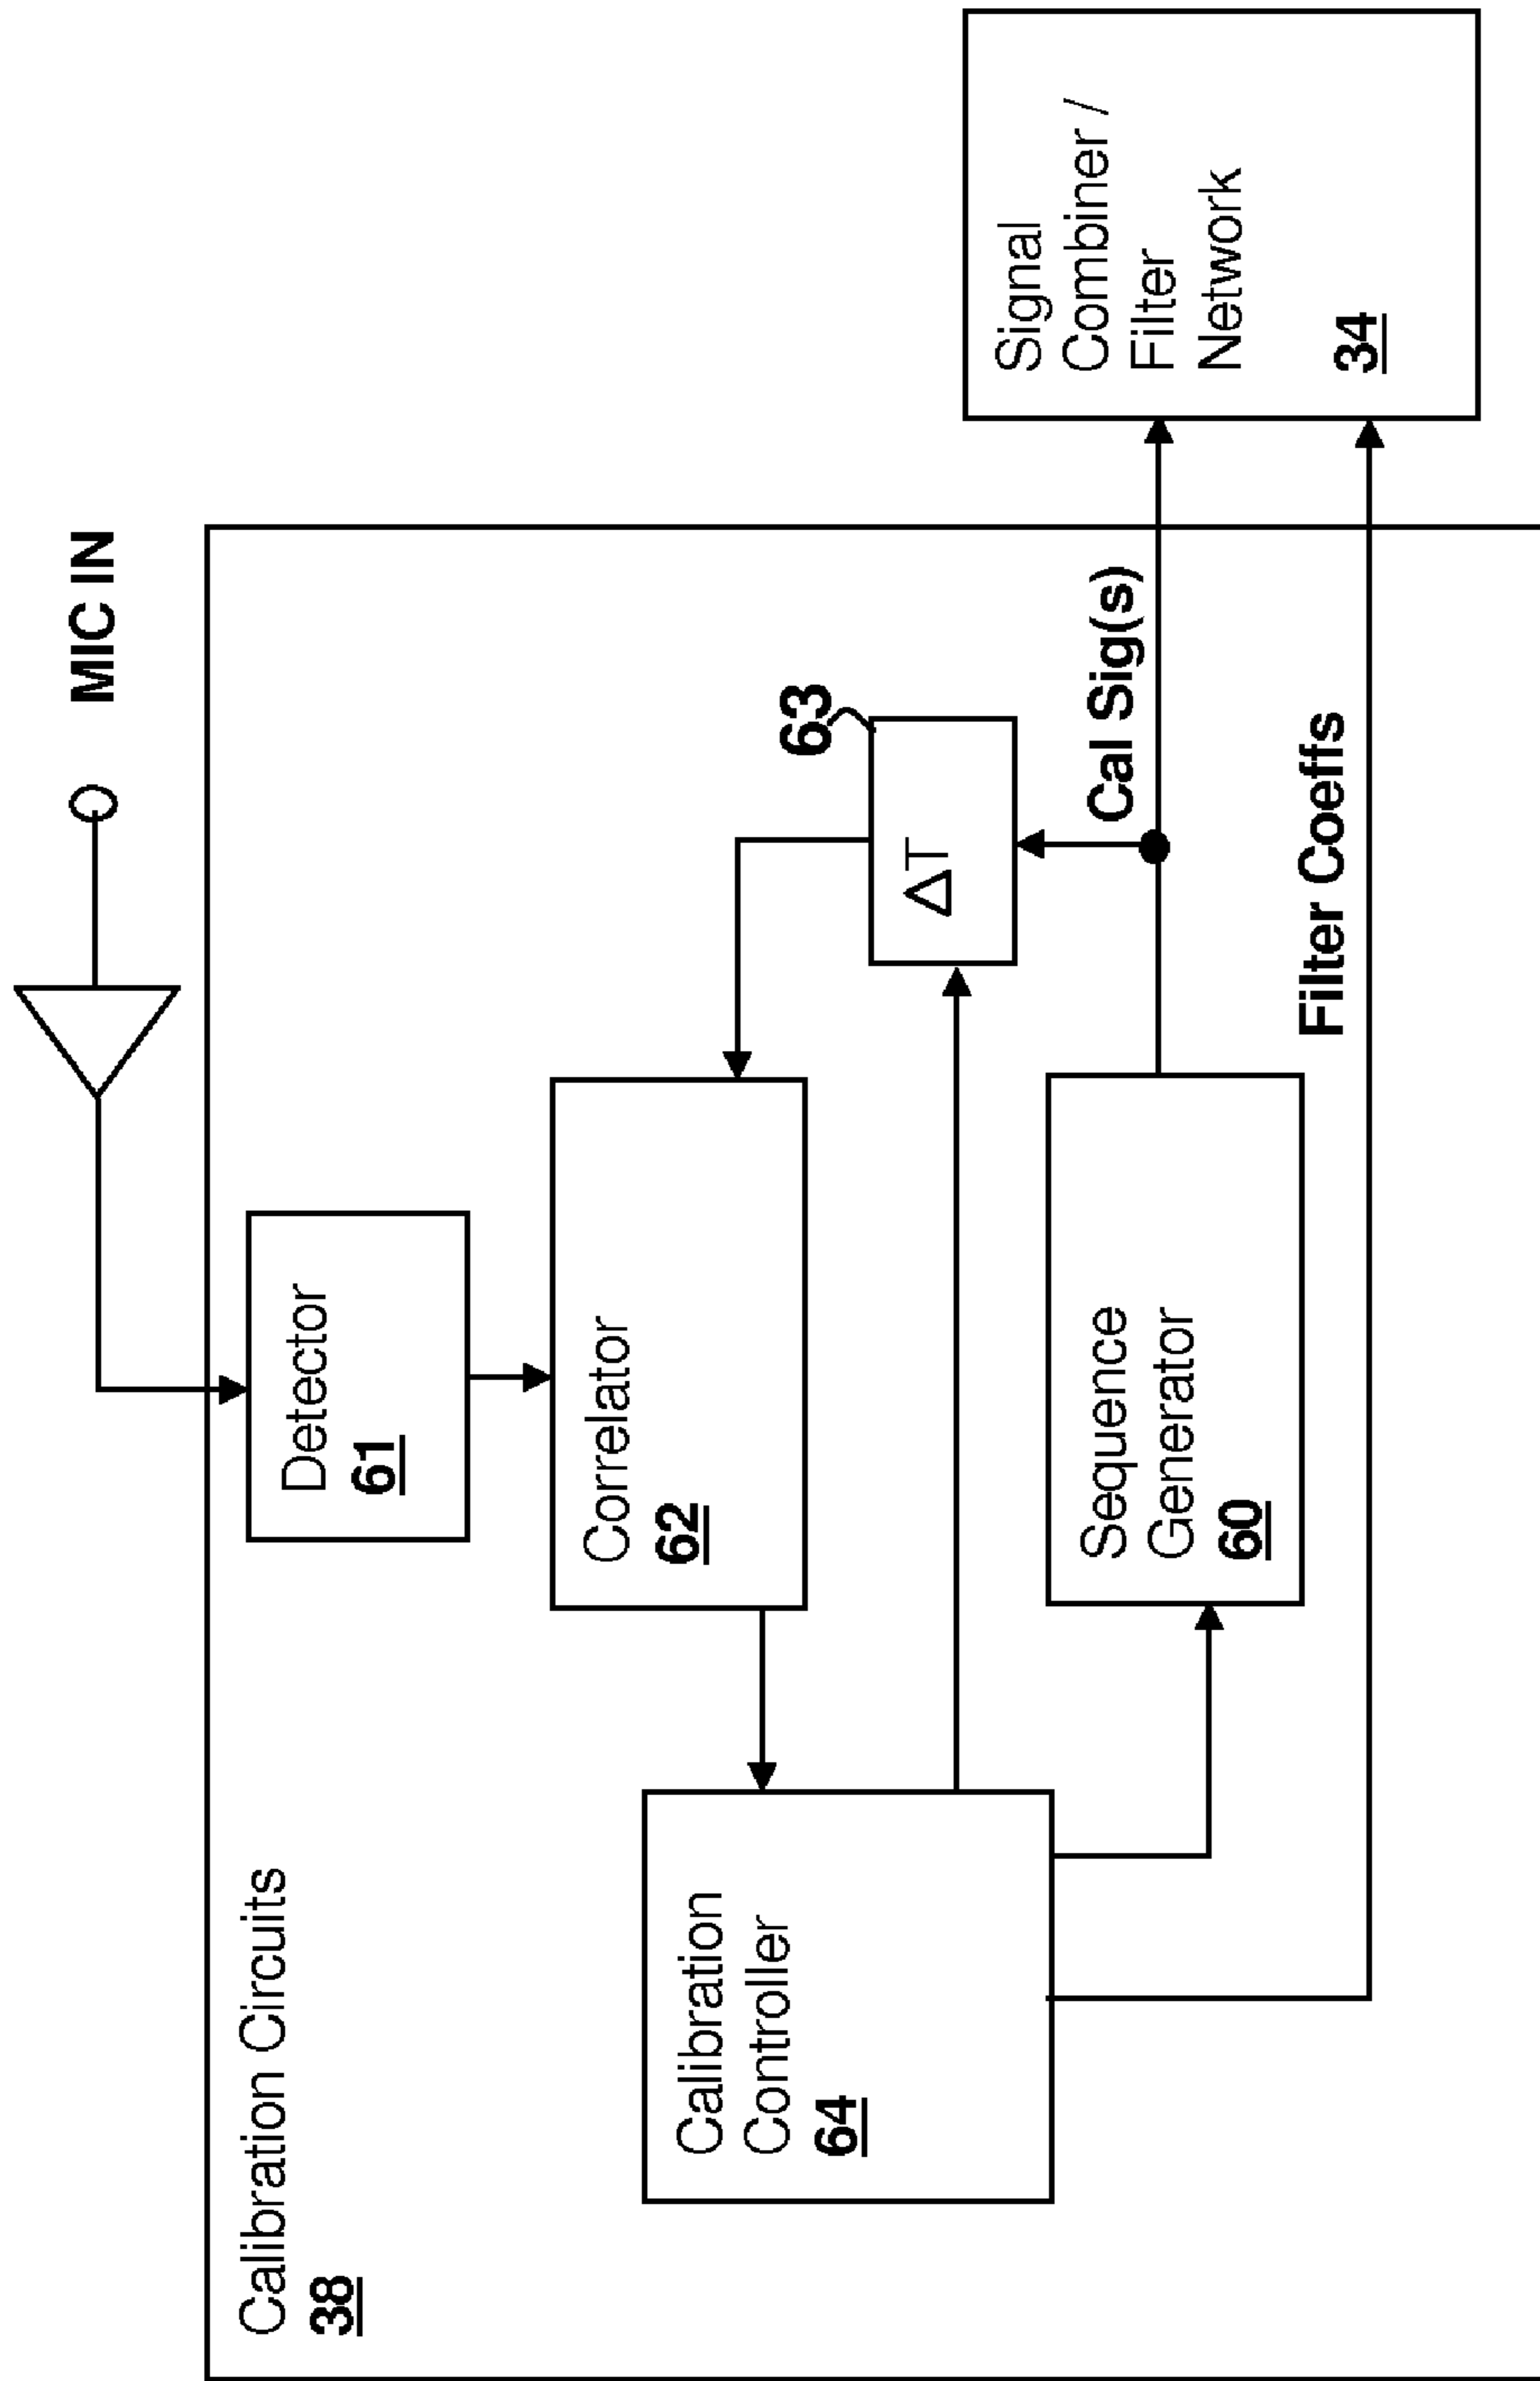 MIC IN
Calibration Circuits
38
Detector
61
Correlator
62
63
ΔT
Calibration
Controller
64
Sequence
Generator
60
Cal Sig(s)
Filter Coeffs
Signal
Combiner /
Filter
Network
34